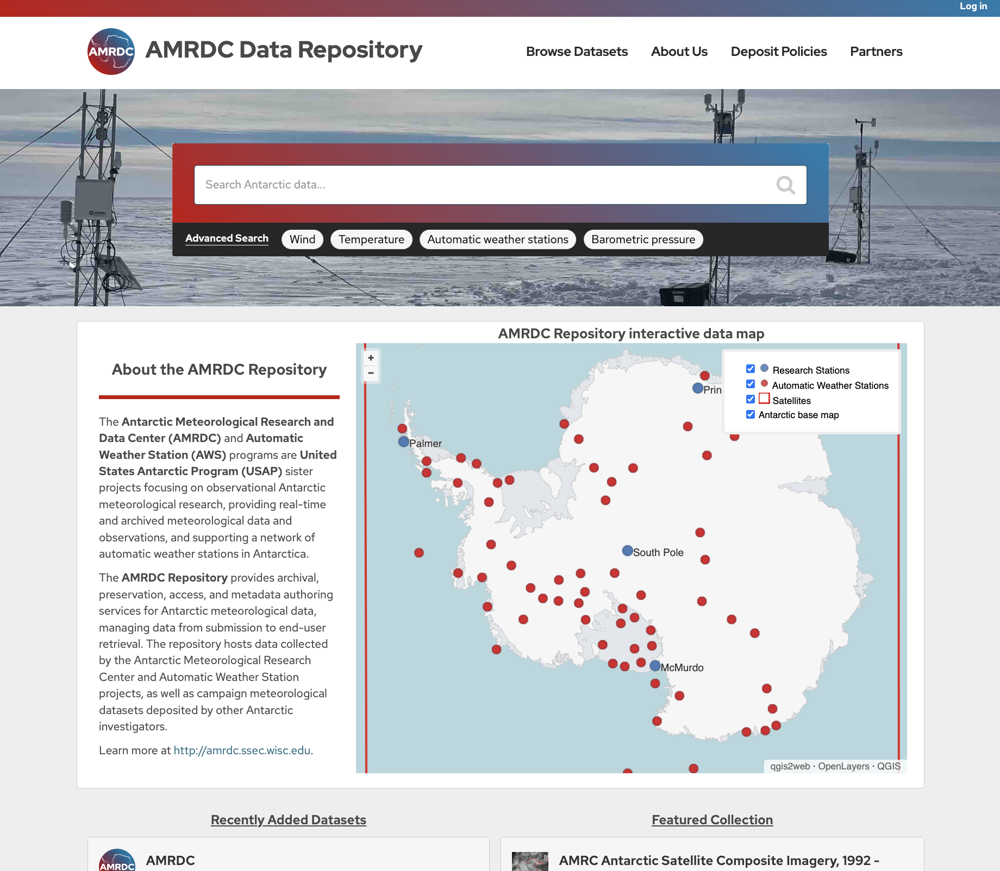 Log in
AMRDC
AMRDC Data Repository
Browse Datasets
About Us
Deposit Policies
Partners
Search Antarctic data...
Advanced Search
Wind
Temperature
Automatic weather stations
Barometric pressure
About the AMRDC Repository
The Antarctic Meteorological Research and
Data Center (AMRDC) and Automatic
Weather Station (AWS) programs are United
States Antarctic Program (USAP) sister
projects focusing on observational Antarctic
meteorological research, providing real-time
and archived meteorological data and
observations, and supporting a network of
automatic weather stations in Antarctica.
The AMRDC Repository provides archival,
preservation, access, and metadata authoring
services for Antarctic meteorological data,
managing data from submission to end-user
retrieval. The repository hosts data collected
by the Antarctic Meteorological Research
Center and Automatic Weather Station
projects, as well as campaign meteorological
datasets deposited by other Antarctic
investigators.
Learn more at http://amrdc.ssec.wisc.edu.
AMRDC Repository interactive data map
+
−
Research Stations
Automatic Weather Stations
Satellites
Antarctic base map
Prin
Palmer
South Pole
McMurdo
qgis2web · OpenLayers · QGIS
Recently Added Datasets
AMRDC
AMRDC
Featured Collection
AMRC Antarctic Satellite Composite Imagery, 1992 -